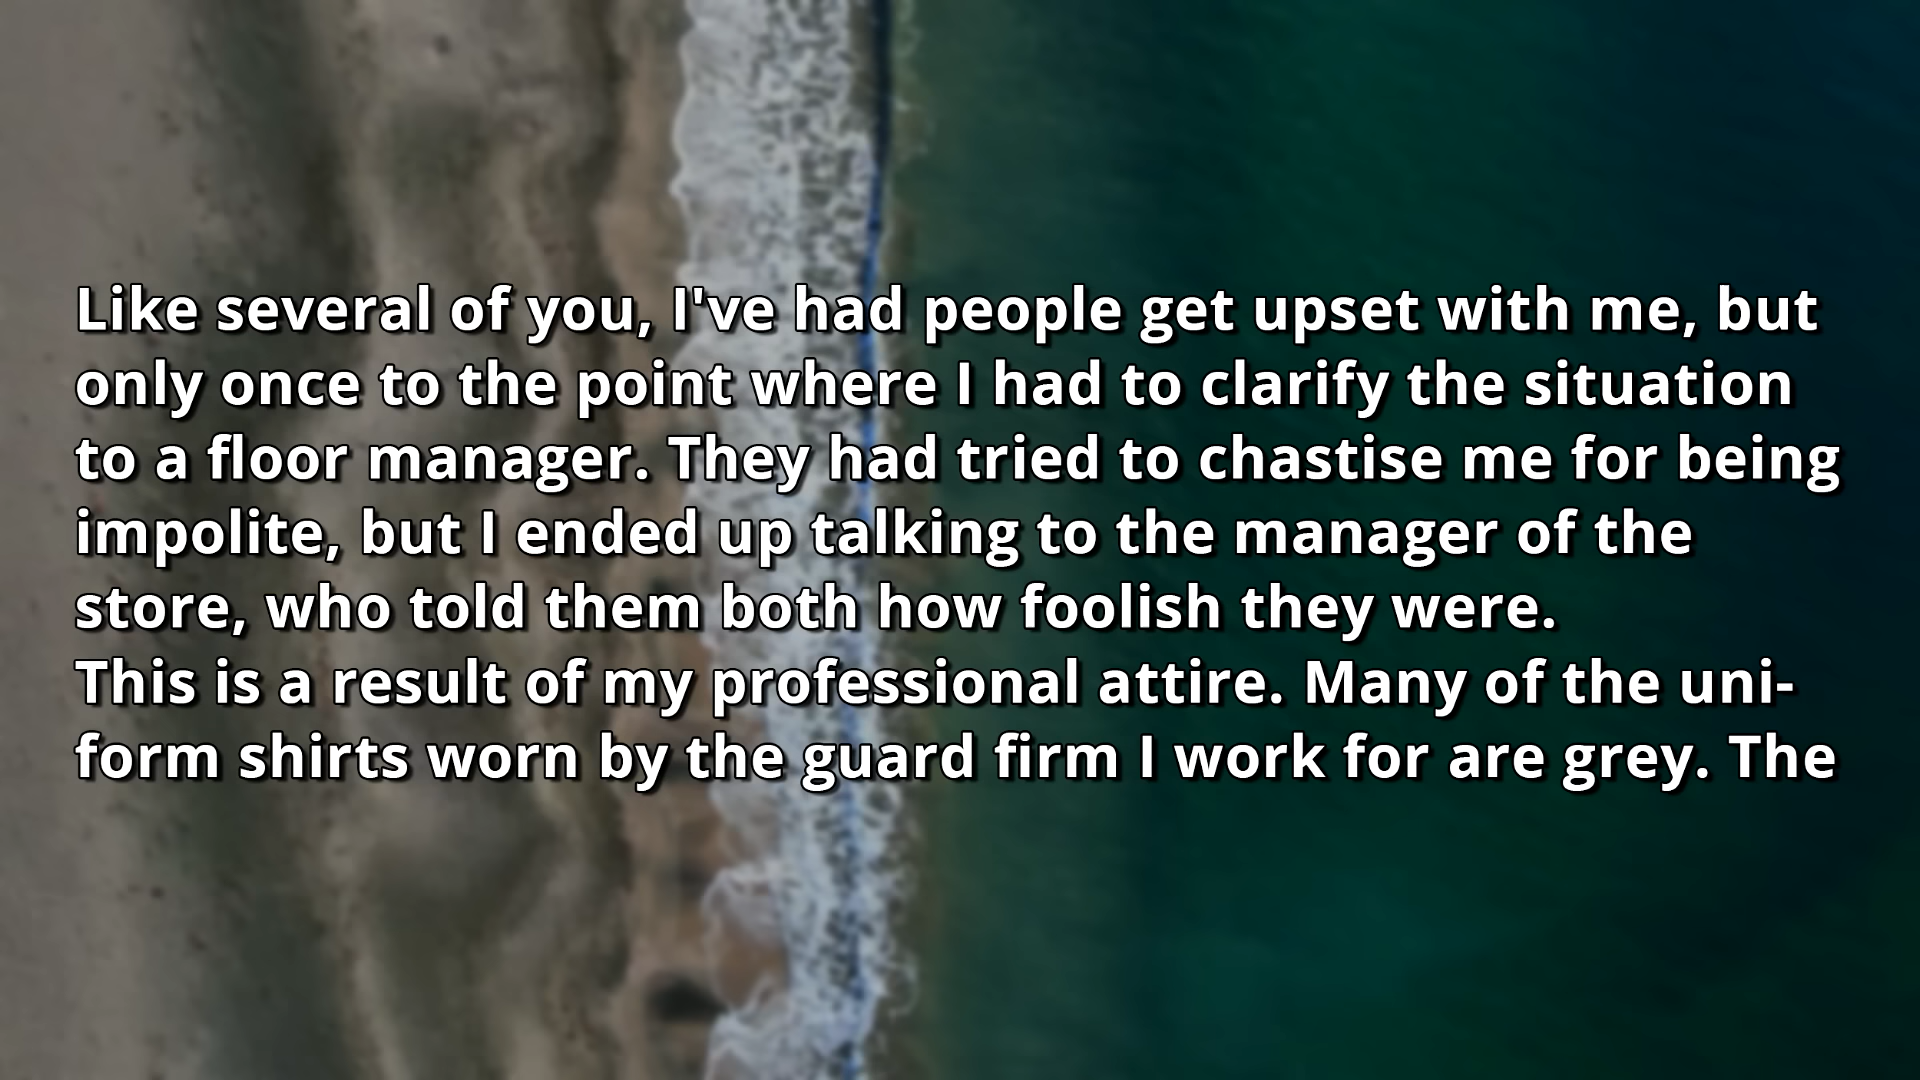 Like several of you, I've had people get upset with me, but
only once to the point where I had to clarify the situation
to a floor manager. They had tried to chastise me for being
impolite, but I ended up talking to the manager of the
store, who told them both how foolish they were.
This is a result of my professional attire. Many of the uni-
form shirts worn by the guard firm I work for are grey. The